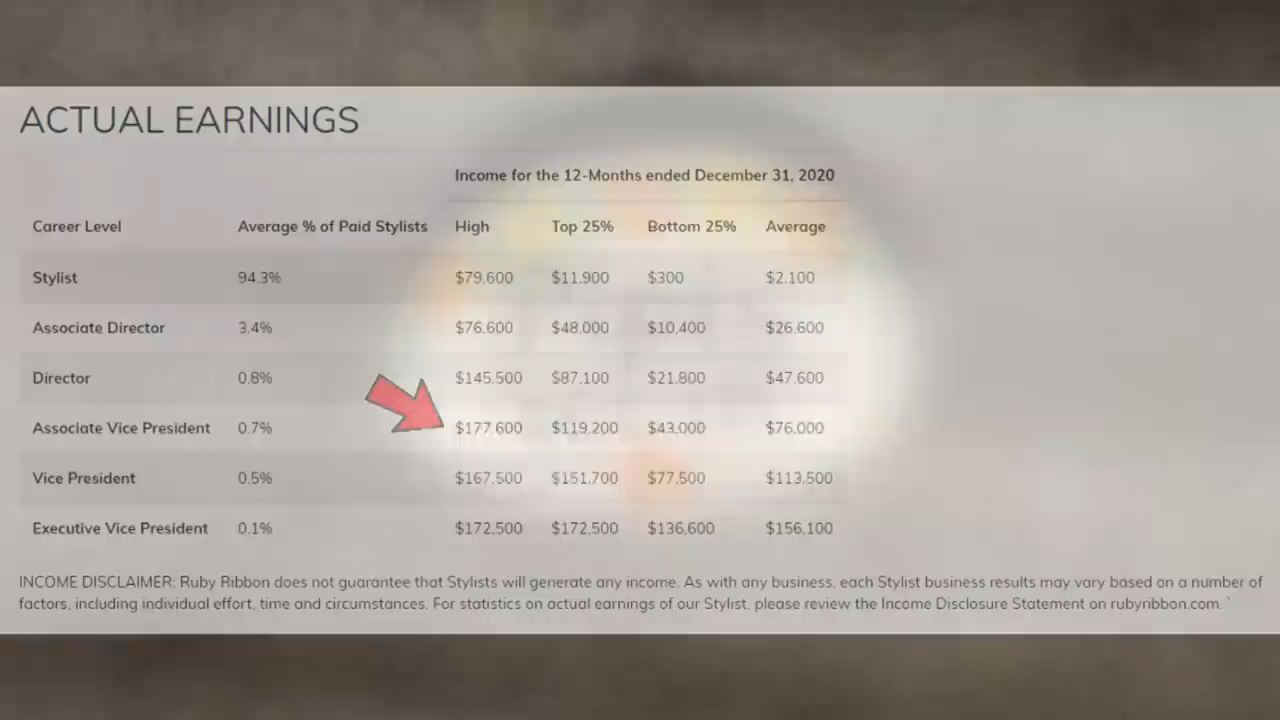 ACTUAL EARNINGS
Income for the 12-Months ended December 31, 2020
Career Level Average % of Paid Stylists High Top 25% Bottom 25% Average
Stylist 94.3% $79,600 $11,900 $300 $2,100
Associate Director 3.4% $76,600 $48,000 $10,400 $26,600
Director 0.8% $145,500 $87,100 $21,800 $47,600
Associate Vice President 0.7% $177,600 $119,200 $43,000 $76,000
Vice President 0.5% $167,500 $151,700 $77,500 $113,500
Executive Vice President 0.1% $172,500 $172,500 $136,600 $156,100
INCOME DISCLAIMER: Ruby Ribbon does not guarantee that Stylists will generate any income. As with any business, each Stylist business results may vary based on a number of
factors, including individual effort, time and circumstances. For statistics on actual earnings of our Stylist, please review the Income Disclosure Statement on rubyribbon.com.